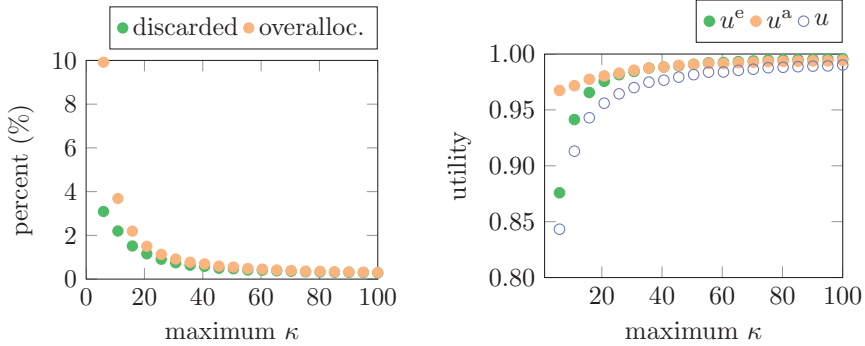 discarded overalloc.
percent (%)
10
8
6
4
2
0
0 20 40 60 80 100
maximum κ
uᵉ uᵃ u
utility
1.00
0.95
0.90
0.85
0.80
20 40 60 80 100
maximum κ